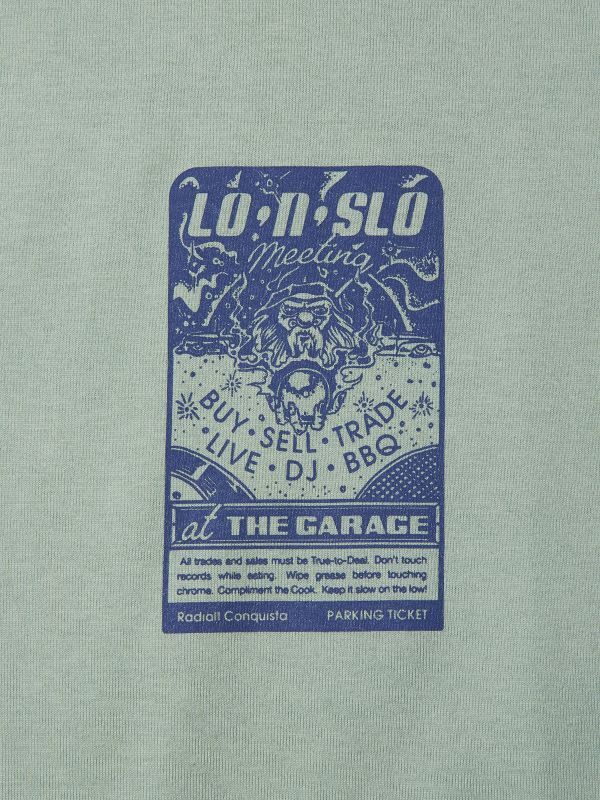 LO•N•SLO
Meeting
BUY • SELL • TRADE
• LIVE • DJ • BBQ
at THE GARAGE
All trades and sales must be True-to-Deal. Don't touch
records while eating. Wipe grease before touching
chrome. Compliment the Cook. Keep it slow on the low!
Radiall Conquista PARKING TICKET